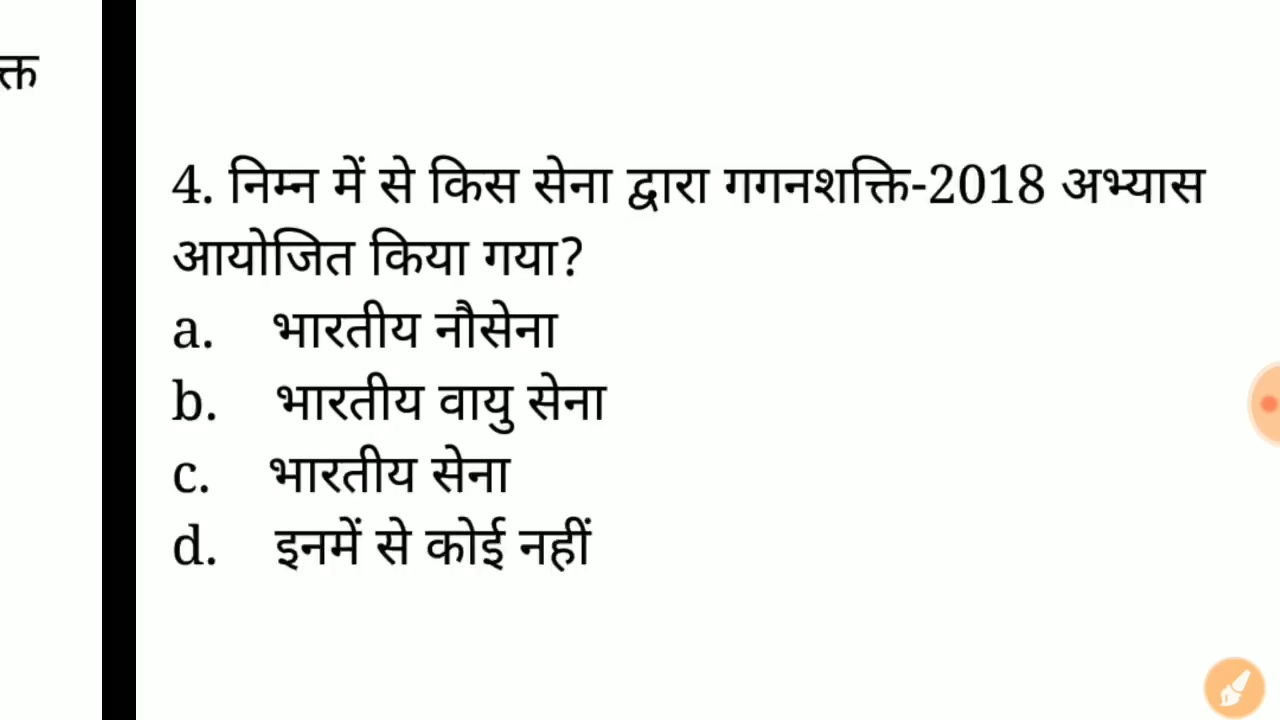 क्त
4. निम्न में से किस सेना द्वारा गगनशक्ति-2018 अभ्यास
आयोजित किया गया?
a. भारतीय नौसेना
b. भारतीय वायु सेना
c. भारतीय सेना
d. इनमें से कोई नहीं